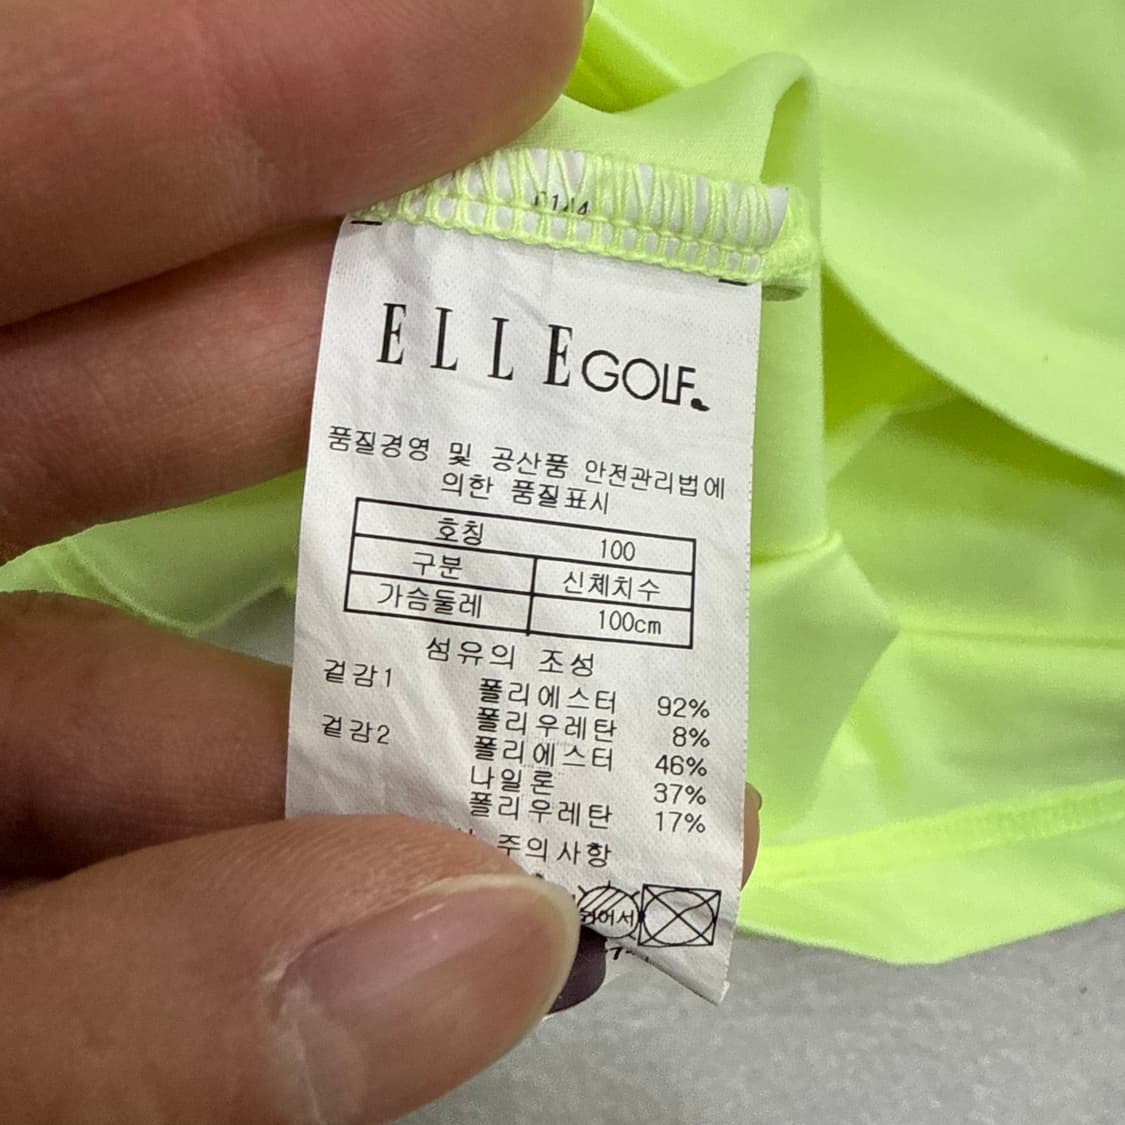 ELLE GOLF
품질경영 및 공산품 안전관리법에
의한 품질표시
호칭 100
구분 신체치수
가슴둘레 100cm
섬유의 조성
겉감1 폴리에스터 92%
폴리우레탄 8%
겉감2 폴리에스터 46%
나일론 37%
폴리우레탄 17%
주의사항